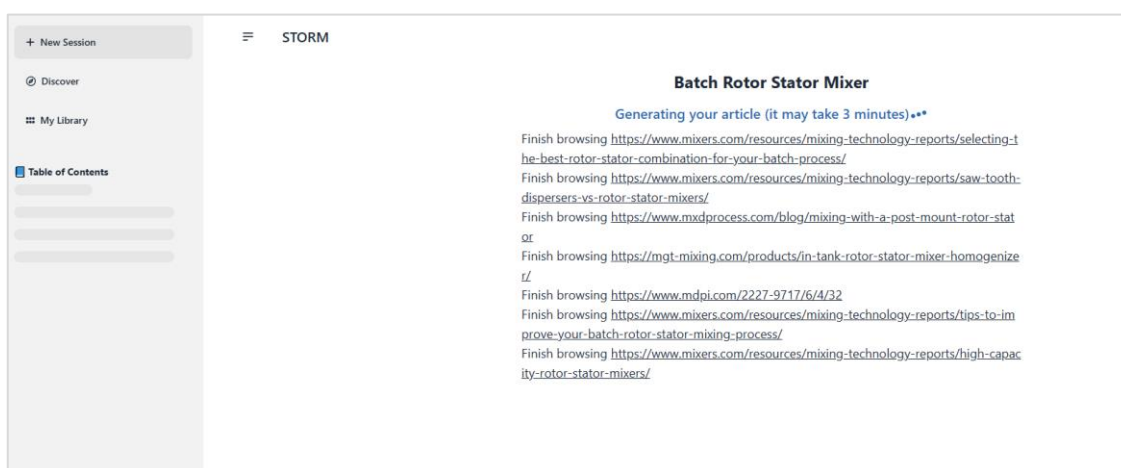 + New Session
Discover
My Library
Table of Contents
STORM
Batch Rotor Stator Mixer
Generating your article (it may take 3 minutes)•••
Finish browsing https://www.mixers.com/resources/mixing-technology-reports/selecting-t
he-best-rotor-stator-combination-for-your-batch-process/
Finish browsing https://www.mixers.com/resources/mixing-technology-reports/saw-tooth-
dispersers-vs-rotor-stator-mixers/
Finish browsing https://www.mxdprocess.com/blog/mixing-with-a-post-mount-rotor-stat
or
Finish browsing https://mgt-mixing.com/products/in-tank-rotor-stator-mixer-homogenize
r/
Finish browsing https://www.mdpi.com/2227-9717/6/4/32
Finish browsing https://www.mixers.com/resources/mixing-technology-reports/tips-to-im
prove-your-batch-rotor-stator-mixing-process/
Finish browsing https://www.mixers.com/resources/mixing-technology-reports/high-capac
ity-rotor-stator-mixers/